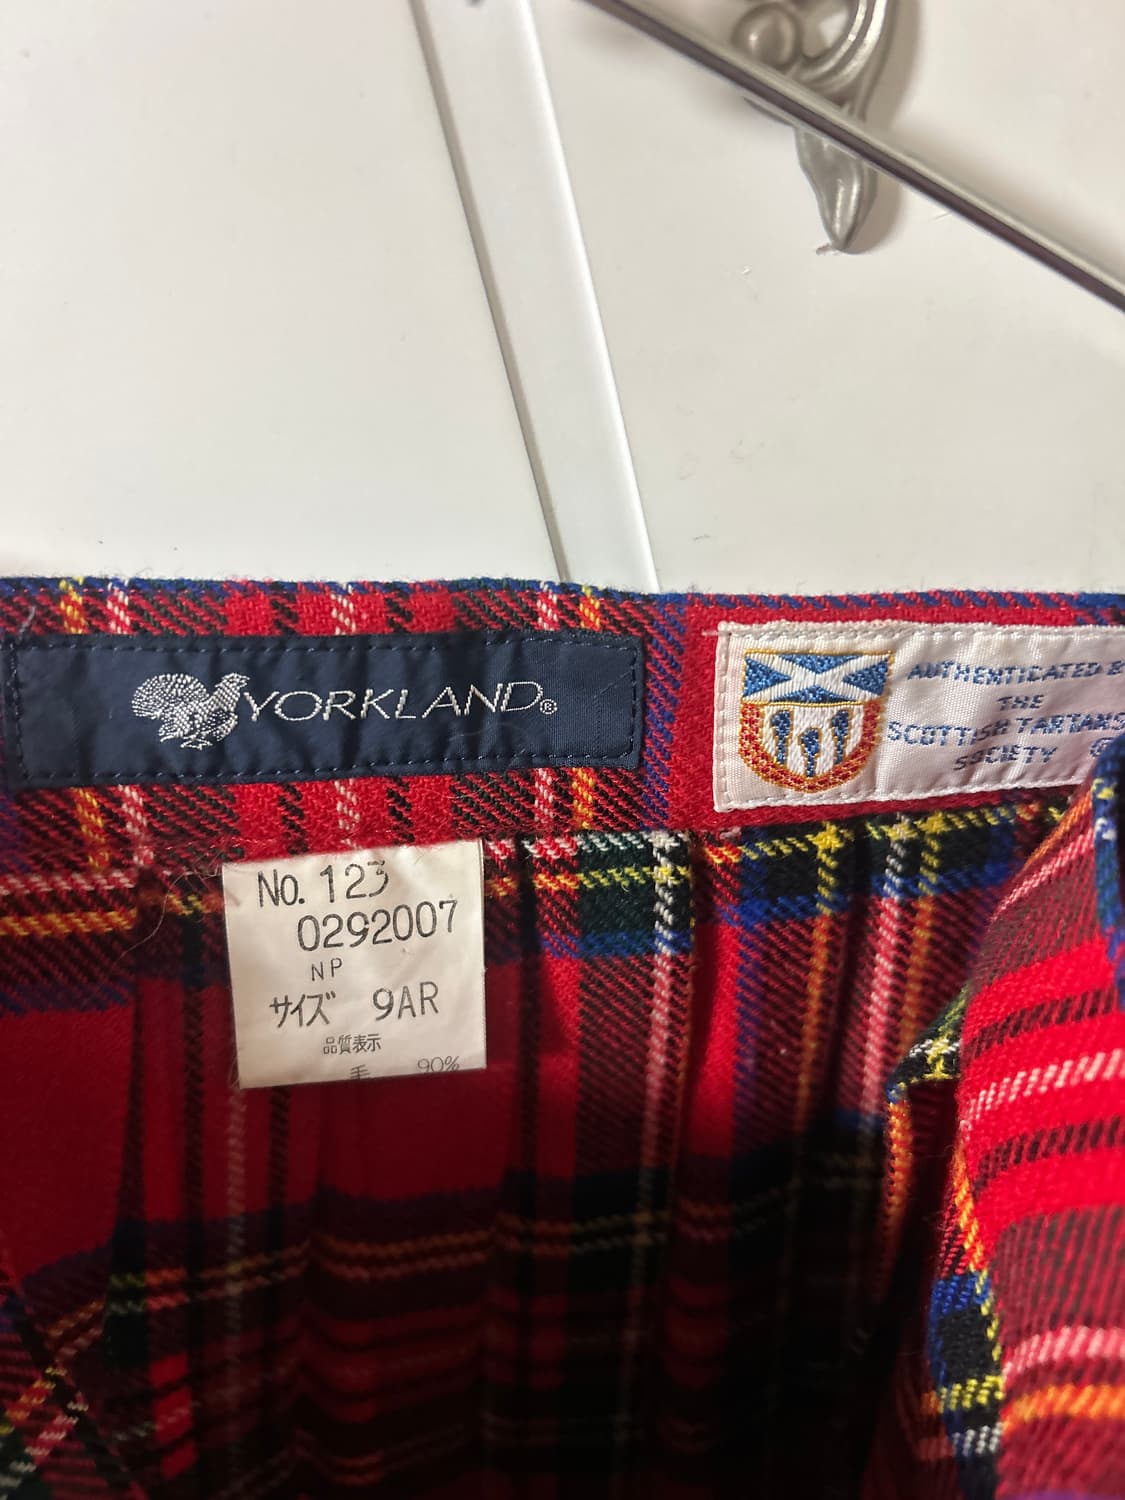 YORKLAND®
AUTHENTICATED &
THE
SCOTTISH TARTANS
SOCIETY ©
No. 123
0292007
NP
サイズ 9AR
品質表示
毛 90%